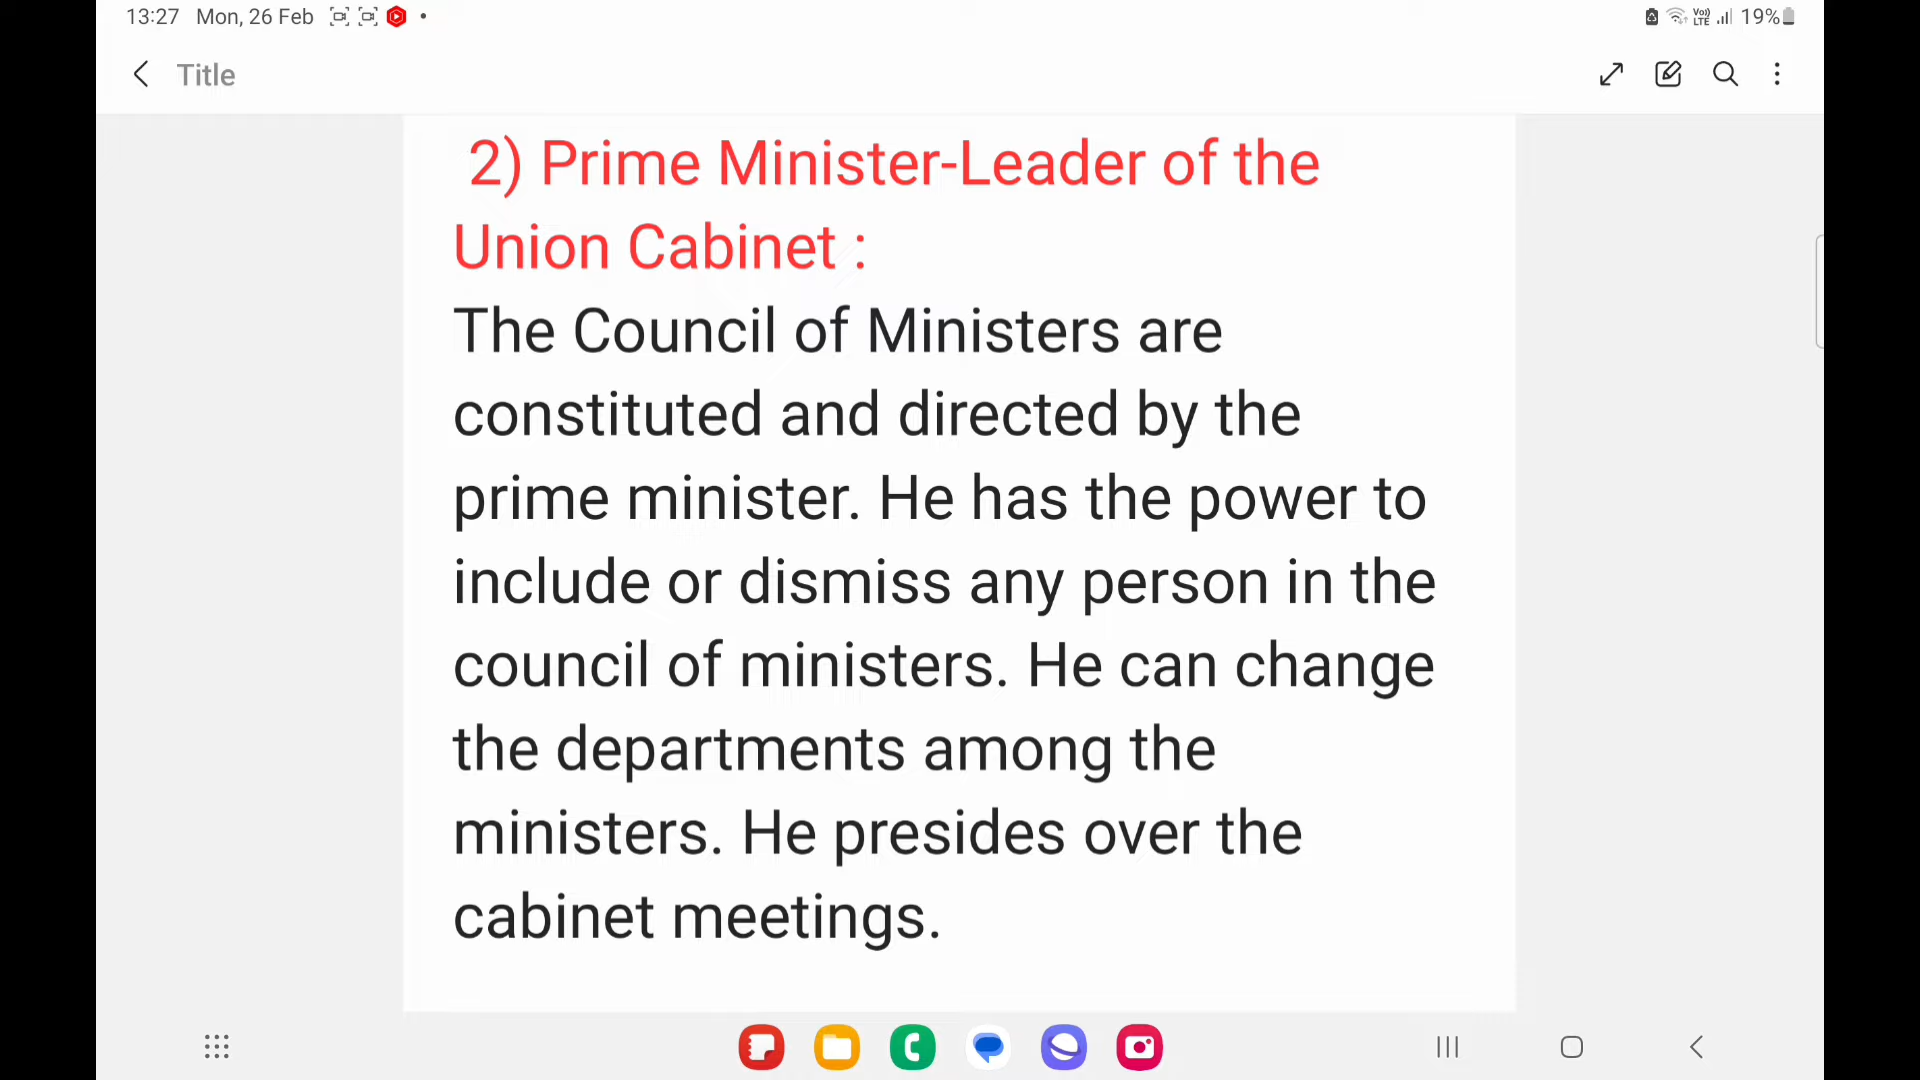 13:27 Mon, 26 Feb
Vo)) LTE 19%
Title
2) Prime Minister-Leader of the
Union Cabinet :
The Council of Ministers are
constituted and directed by the
prime minister. He has the power to
include or dismiss any person in the
council of ministers. He can change
the departments among the
ministers. He presides over the
cabinet meetings.